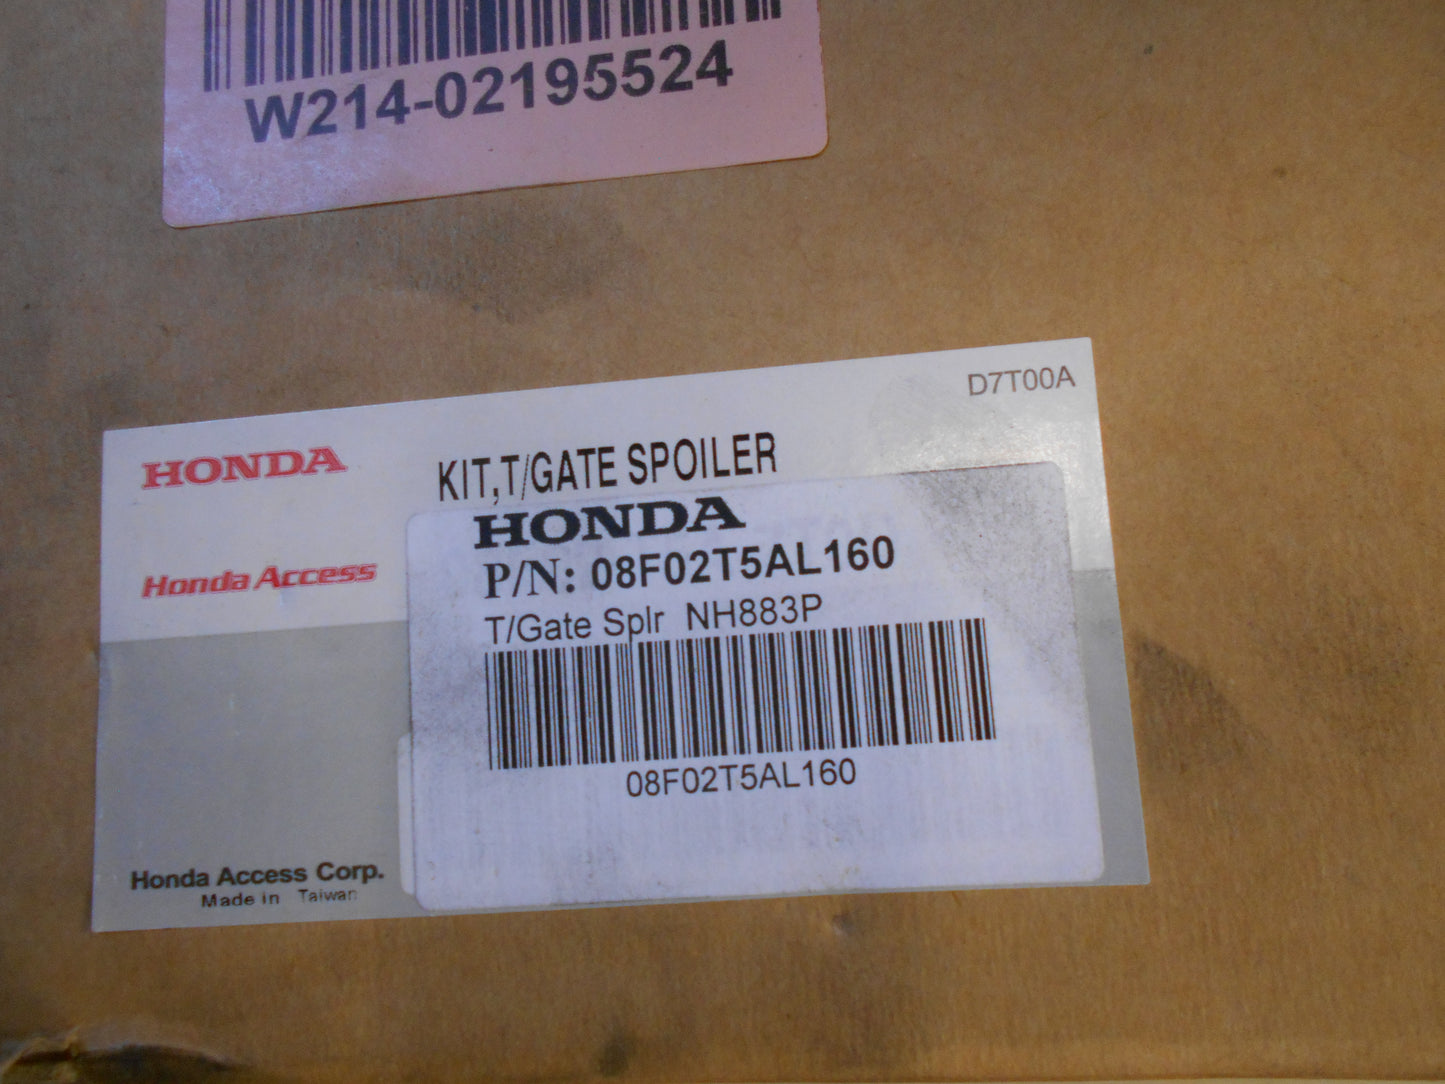 W214-02195524
D7T00A
HONDA
KIT,T/GATE SPOILER
HONDA
P/N: 08F02T5AL160
Honda Access
T/Gate Splr NH883P
08F02T5AL160
Honda Access Corp.
Made in Taiwan